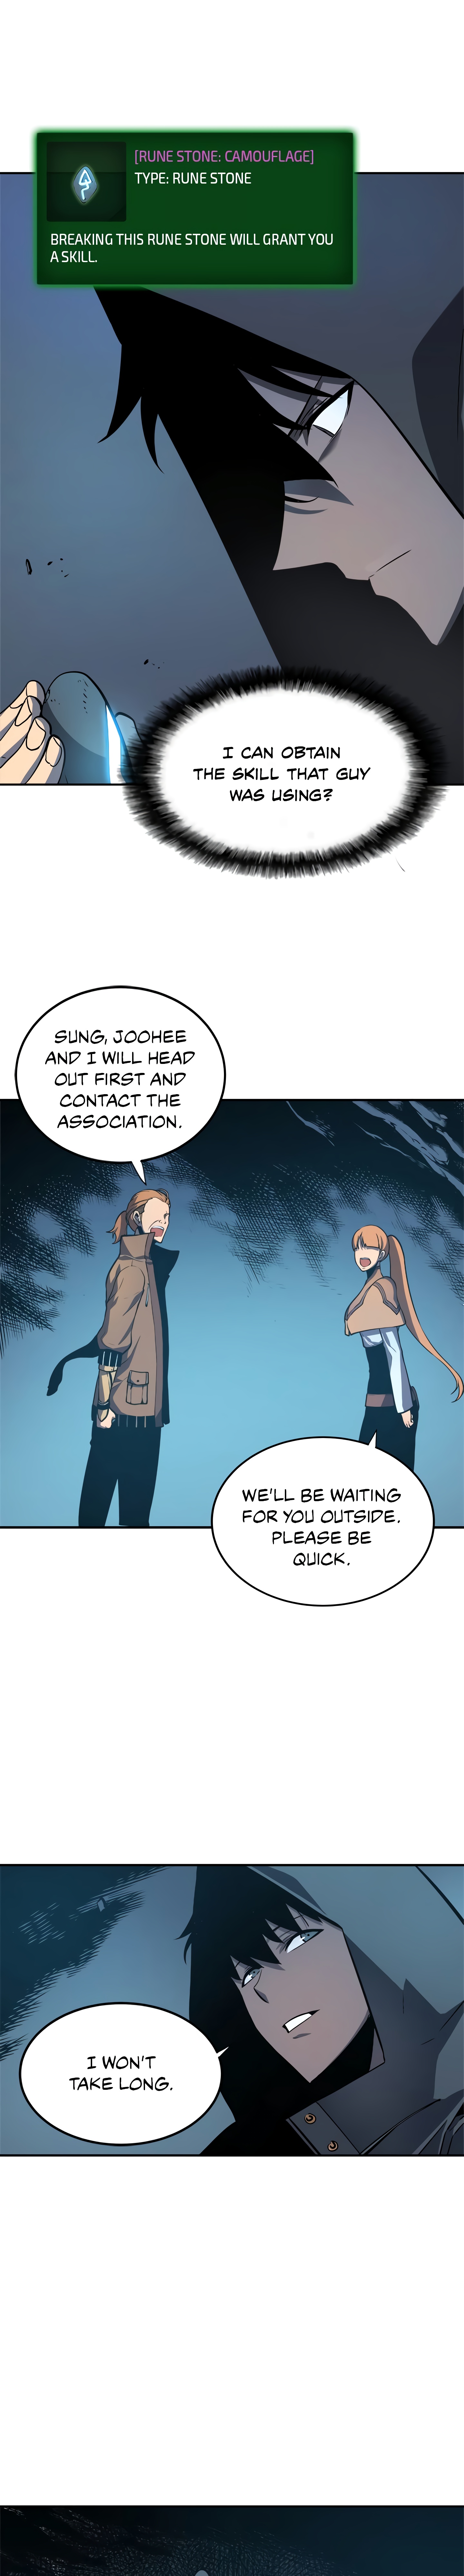 [RUNE STONE: CAMOUFLAGE]
TYPE: RUNE STONE
BREAKING THIS RUNE STONE WILL GRANT YOU
A SKILL.
I CAN OBTAIN
THE SKILL THAT GUY
WAS USING?
SUNG, JOOHEE
AND I WILL HEAD
OUT FIRST AND
CONTACT THE
ASSOCIATION.
WE'LL BE WAITING
FOR YOU OUTSIDE.
PLEASE BE
QUICK.
I WON'T
TAKE LONG.